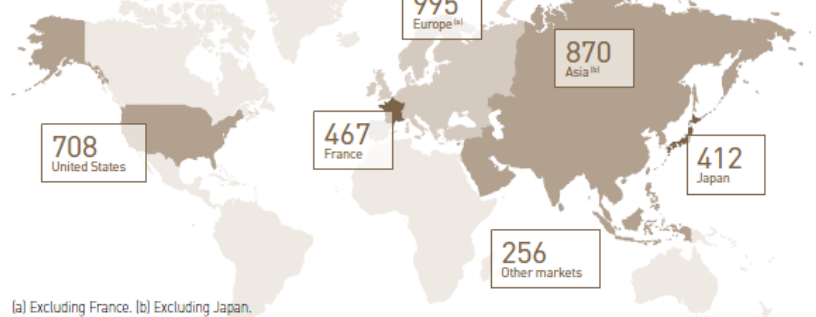 995
Europe(a)
870
Asia(b)
708
United States
467
France
412
Japan
256
Other markets
(a) Excluding France. (b) Excluding Japan.